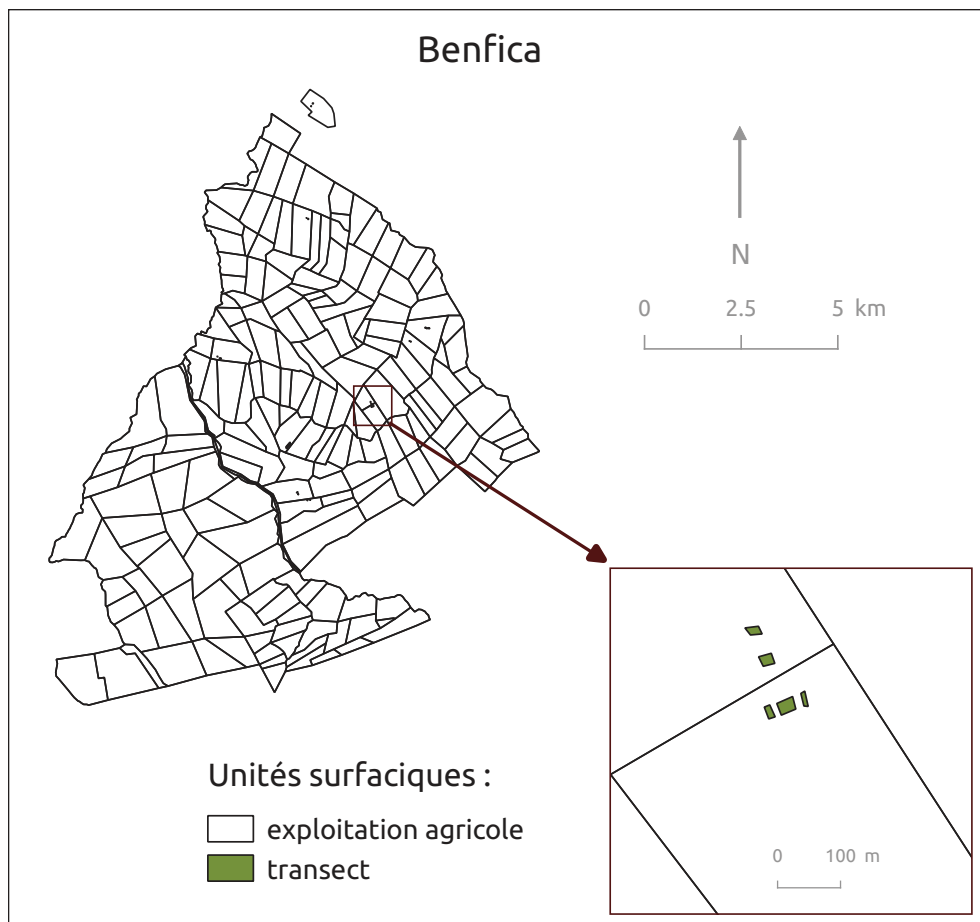 Benfica
N
0 2.5 5 km
Unités surfaciques :
exploitation agricole
transect
0 100 m